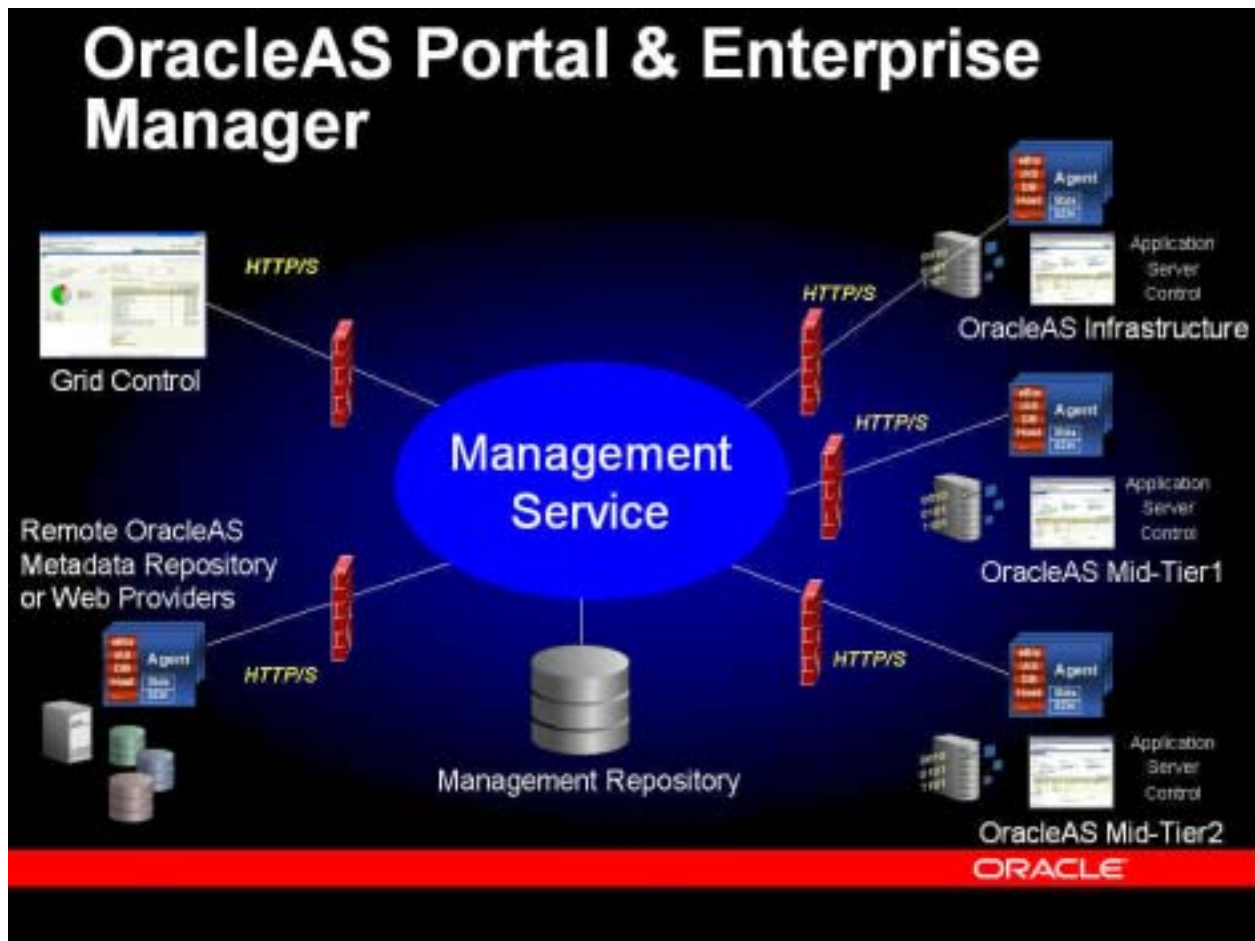 OracleAS Portal & Enterprise
Manager
HTTP/S
Grid Control
Agent
HTTP/S
Application
Server
Control
OracleAS Infrastructure
Management
Service
HTTP/S
Agent
Application
Server
Control
OracleAS Mid-Tier1
Remote OracleAS
Metadata Repository
or Web Providers
Agent
HTTP/S
Management Repository
HTTP/S
Agent
Application
Server
Control
OracleAS Mid-Tier2
ORACLE